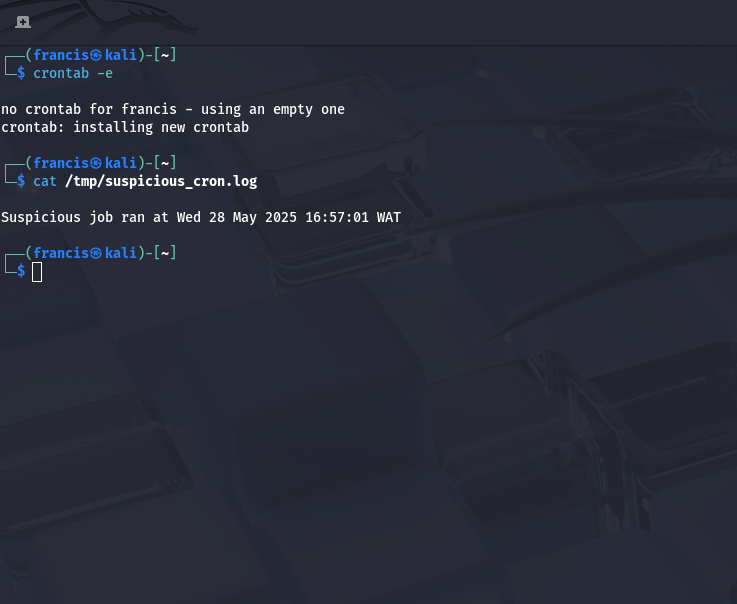 ┌──(francis㉿kali)-[~]
└─$ crontab -e
no crontab for francis - using an empty one
crontab: installing new crontab
┌──(francis㉿kali)-[~]
└─$ cat /tmp/suspicious_cron.log
Suspicious job ran at Wed 28 May 2025 16:57:01 WAT
┌──(francis㉿kali)-[~]
└─$